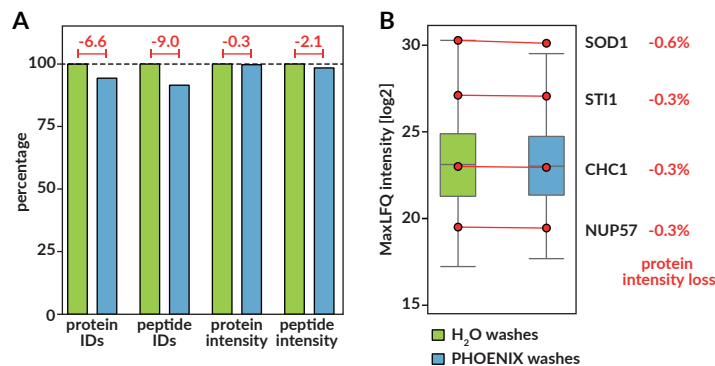 A
-6.6
-9.0
-0.3
-2.1
100
75
50
25
0
percentage
protein IDs
peptide IDs
protein intensity
peptide intensity
B
30
25
20
15
MaxLFQ intensity [log2]
SOD1 -0.6%
STI1 -0.3%
CHC1 -0.3%
NUP57 -0.3%
protein
intensity loss
H₂O washes
PHOENIX washes